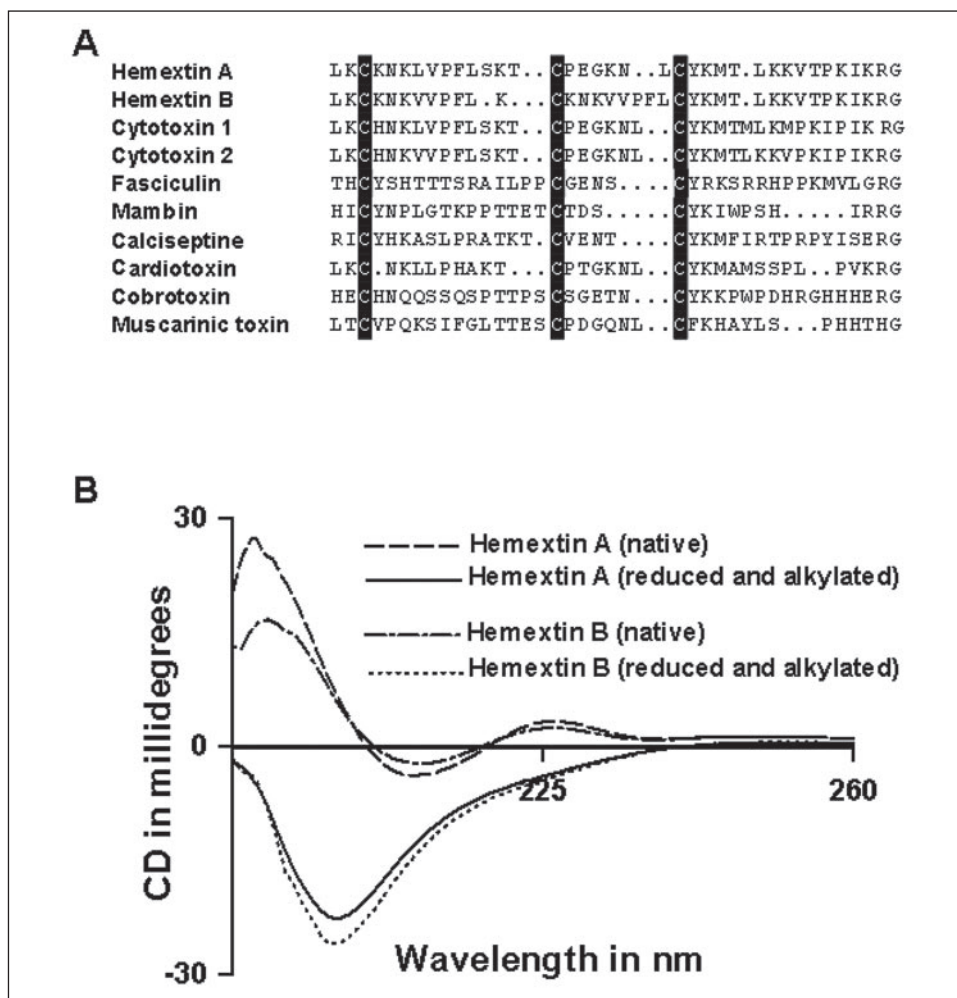 A
Hemextin A LKCKNKLVPFLSKT..CPEGKN..LCYKMT.LKKVTPKIKRG
Hemextin B LKCKNKVVPFL.K...CKNKVVPFLCYKMT.LKKVTPKIKRG
Cytotoxin 1 LKCHNKLVPFLSKT..CPEGKNL..CYKMTMLKMPKIPIKRG
Cytotoxin 2 LKCHNKVVPFLSKT..CPEGKNL..CYKMTLKKVPKIPIKRG
Fasciculin THCYSHTTTSRAILPPCGENS....CYRKSRRHPPKMVLGRG
Mambin HICYNPLGTKPPTTETCTDS.....CYKIWPSH.....IRRG
Calciseptine RICYHKASLPRATKT.CVENT....CYKMFIRTPRPYISERG
Cardiotoxin LKC.NKLLPHAKT...CPTGKNL..CYKMAMSSPL..PVKRG
Cobrotoxin HECHNQQSSQSPTTPSCSGETN...CYKKPWPDHRGHHHERG
Muscarinic toxin LTCVPQKSIFGLTTESCPDGQNL..CFKHAYLS...PHHTHG
B
30
Hemextin A (native)
Hemextin A (reduced and alkylated)
Hemextin B (native)
Hemextin B (reduced and alkylated)
0
225
260
CD in millidegrees
Wavelength in nm
-30